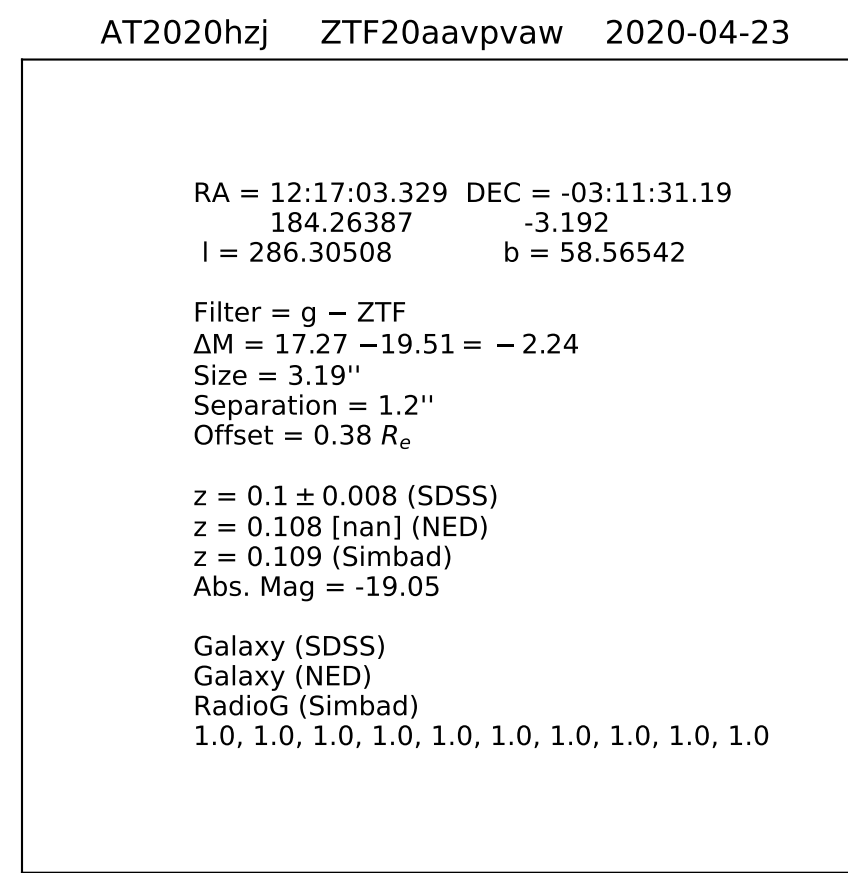 AT2020hzj ZTF20aavpvaw 2020-04-23
RA = 12:17:03.329 DEC = -03:11:31.19
184.26387 -3.192
l = 286.30508 b = 58.56542
Filter = g − ZTF
ΔM = 17.27 −19.51 = − 2.24
Size = 3.19''
Separation = 1.2''
Offset = 0.38 Re
z = 0.1 ± 0.008 (SDSS)
z = 0.108 [nan] (NED)
z = 0.109 (Simbad)
Abs. Mag = -19.05
Galaxy (SDSS)
Galaxy (NED)
RadioG (Simbad)
1.0, 1.0, 1.0, 1.0, 1.0, 1.0, 1.0, 1.0, 1.0, 1.0